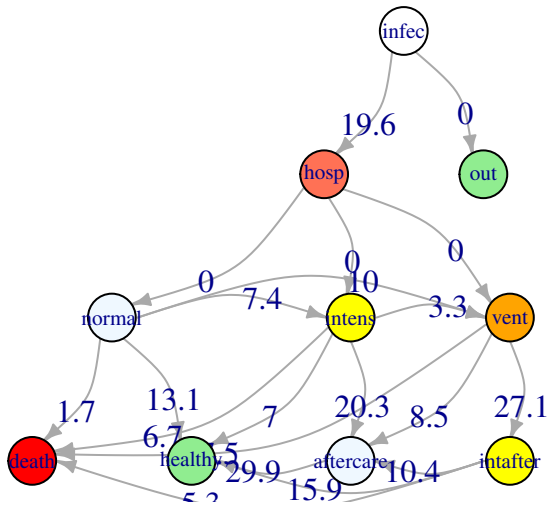 infec
19.6
0
hosp
out
0
0
0
10
7.4
3.3
normal
intens
vent
1.7
13.1
7
20.3
8.5
27.1
6.7
death
healthy
aftercare
intafter
29.9
10.4
15.9